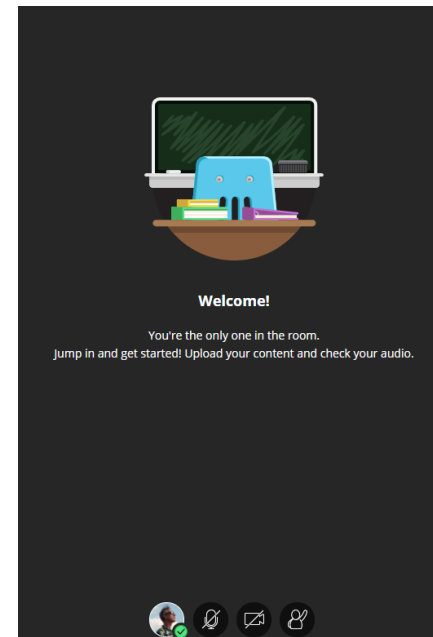 Welcome!
You're the only one in the room.
Jump in and get started! Upload your content and check your audio.